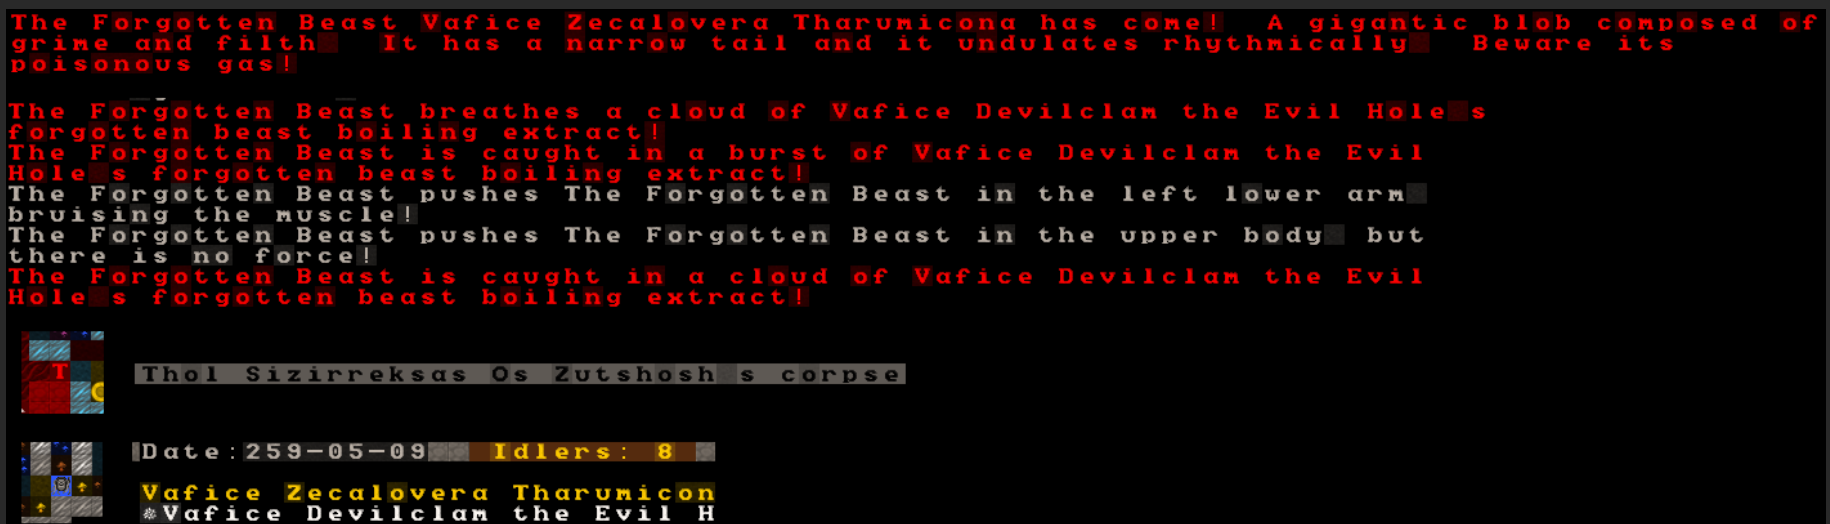 The Forgotten Beast Vafice Zecalovera Tharumicona has come! A gigantic blob composed of
grime and filth It has a narrow tail and it undulates rhythmically Beware its
poisonous gas!
The Forgotten Beast breathes a cloud of Vafice Devilclam the Evil Hole s
forgotten beast boiling extract!
The Forgotten Beast is caught in a burst of Vafice Devilclam the Evil
Hole s forgotten beast boiling extract!
The Forgotten Beast pushes The Forgotten Beast in the left lower arm
bruising the muscle!
The Forgotten Beast pushes The Forgotten Beast in the upper body but
there is no force!
The Forgotten Beast is caught in a cloud of Vafice Devilclam the Evil
Hole s forgotten beast boiling extract!
Thol Sizirreksas Os Zutshosh s corpse
Date:259-05-09 Idlers: 8
Vafice Zecalovera Tharumicon
☼Vafice Devilclam the Evil H